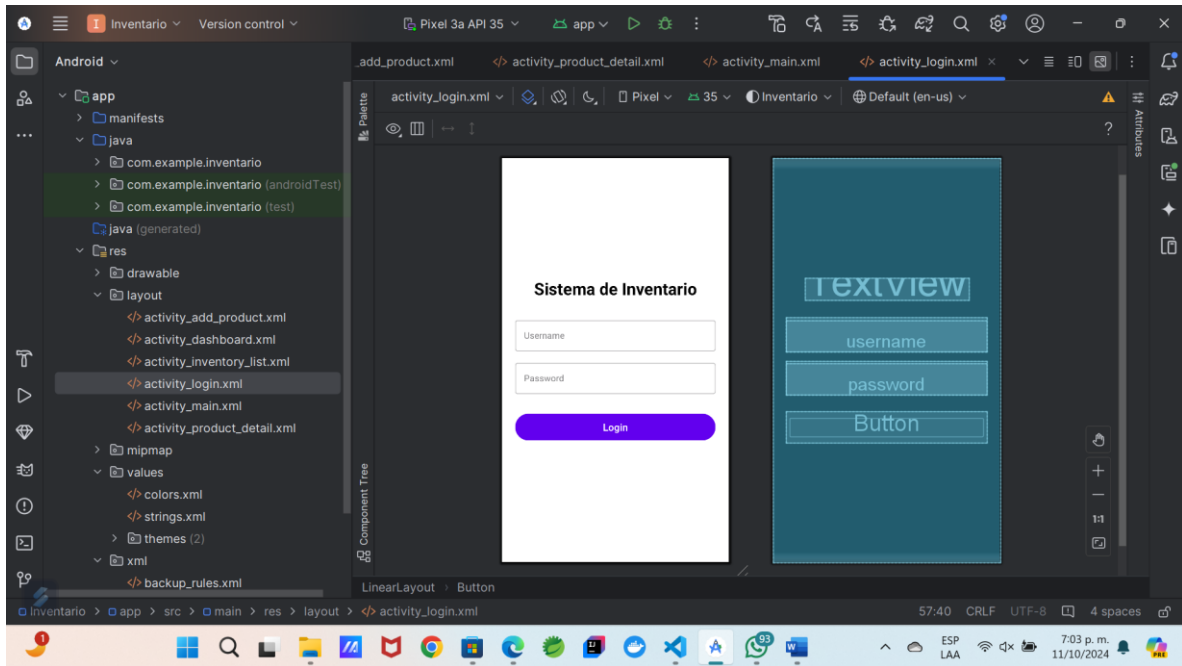 I Inventario Version control Pixel 3a API 35 app
Android
_add_product.xml </> activity_product_detail.xml </> activity_main.xml </> activity_login.xml
activity_login.xml Pixel 35 Inventario Default (en-us)
Palette
Attributes
app
manifests
java
com.example.inventario
com.example.inventario (androidTest)
com.example.inventario (test)
java (generated)
res
drawable
layout
</> activity_add_product.xml
</> activity_dashboard.xml
</> activity_inventory_list.xml
</> activity_login.xml
</> activity_main.xml
</> activity_product_detail.xml
mipmap
values
</> colors.xml
</> strings.xml
themes (2)
xml
</> backup_rules.xml
Component Tree
Sistema de Inventario
Username
Password
Login
TextView
username
password
Button
1:1
LinearLayout > Button
Inventario > app > src > main > res > layout > </> activity_login.xml
57:40 CRLF UTF-8 4 spaces
93
ESP
LAA
7:03 p. m.
11/10/2024
PRE